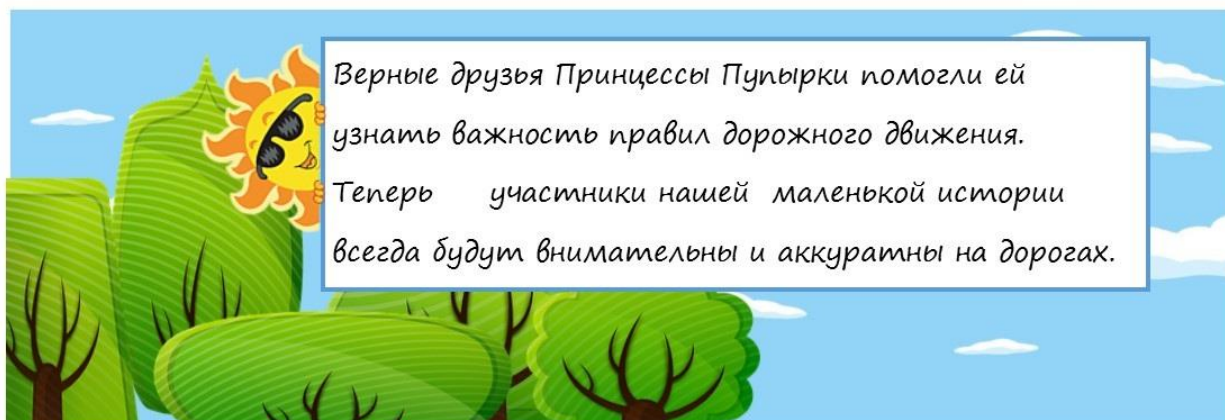 Верные друзья Принцессы Пупырки помогли ей
узнать важность правил дорожного движения.
Теперь участники нашей маленькой истории
всегда будут внимательны и аккуратны на дорогах.